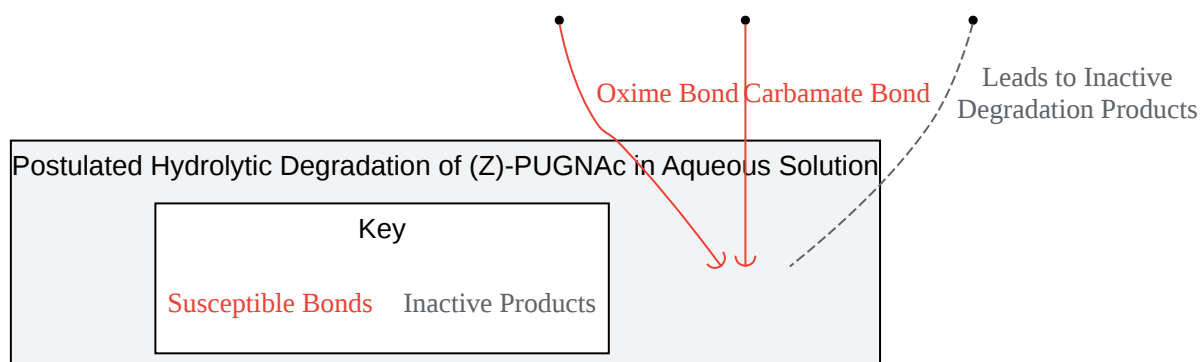 Oxime Bond
Carbamate Bond
Leads to Inactive
Degradation Products
Postulated Hydrolytic Degradation of (Z)-PUGNAc in Aqueous Solution
Key
Susceptible Bonds
Inactive Products